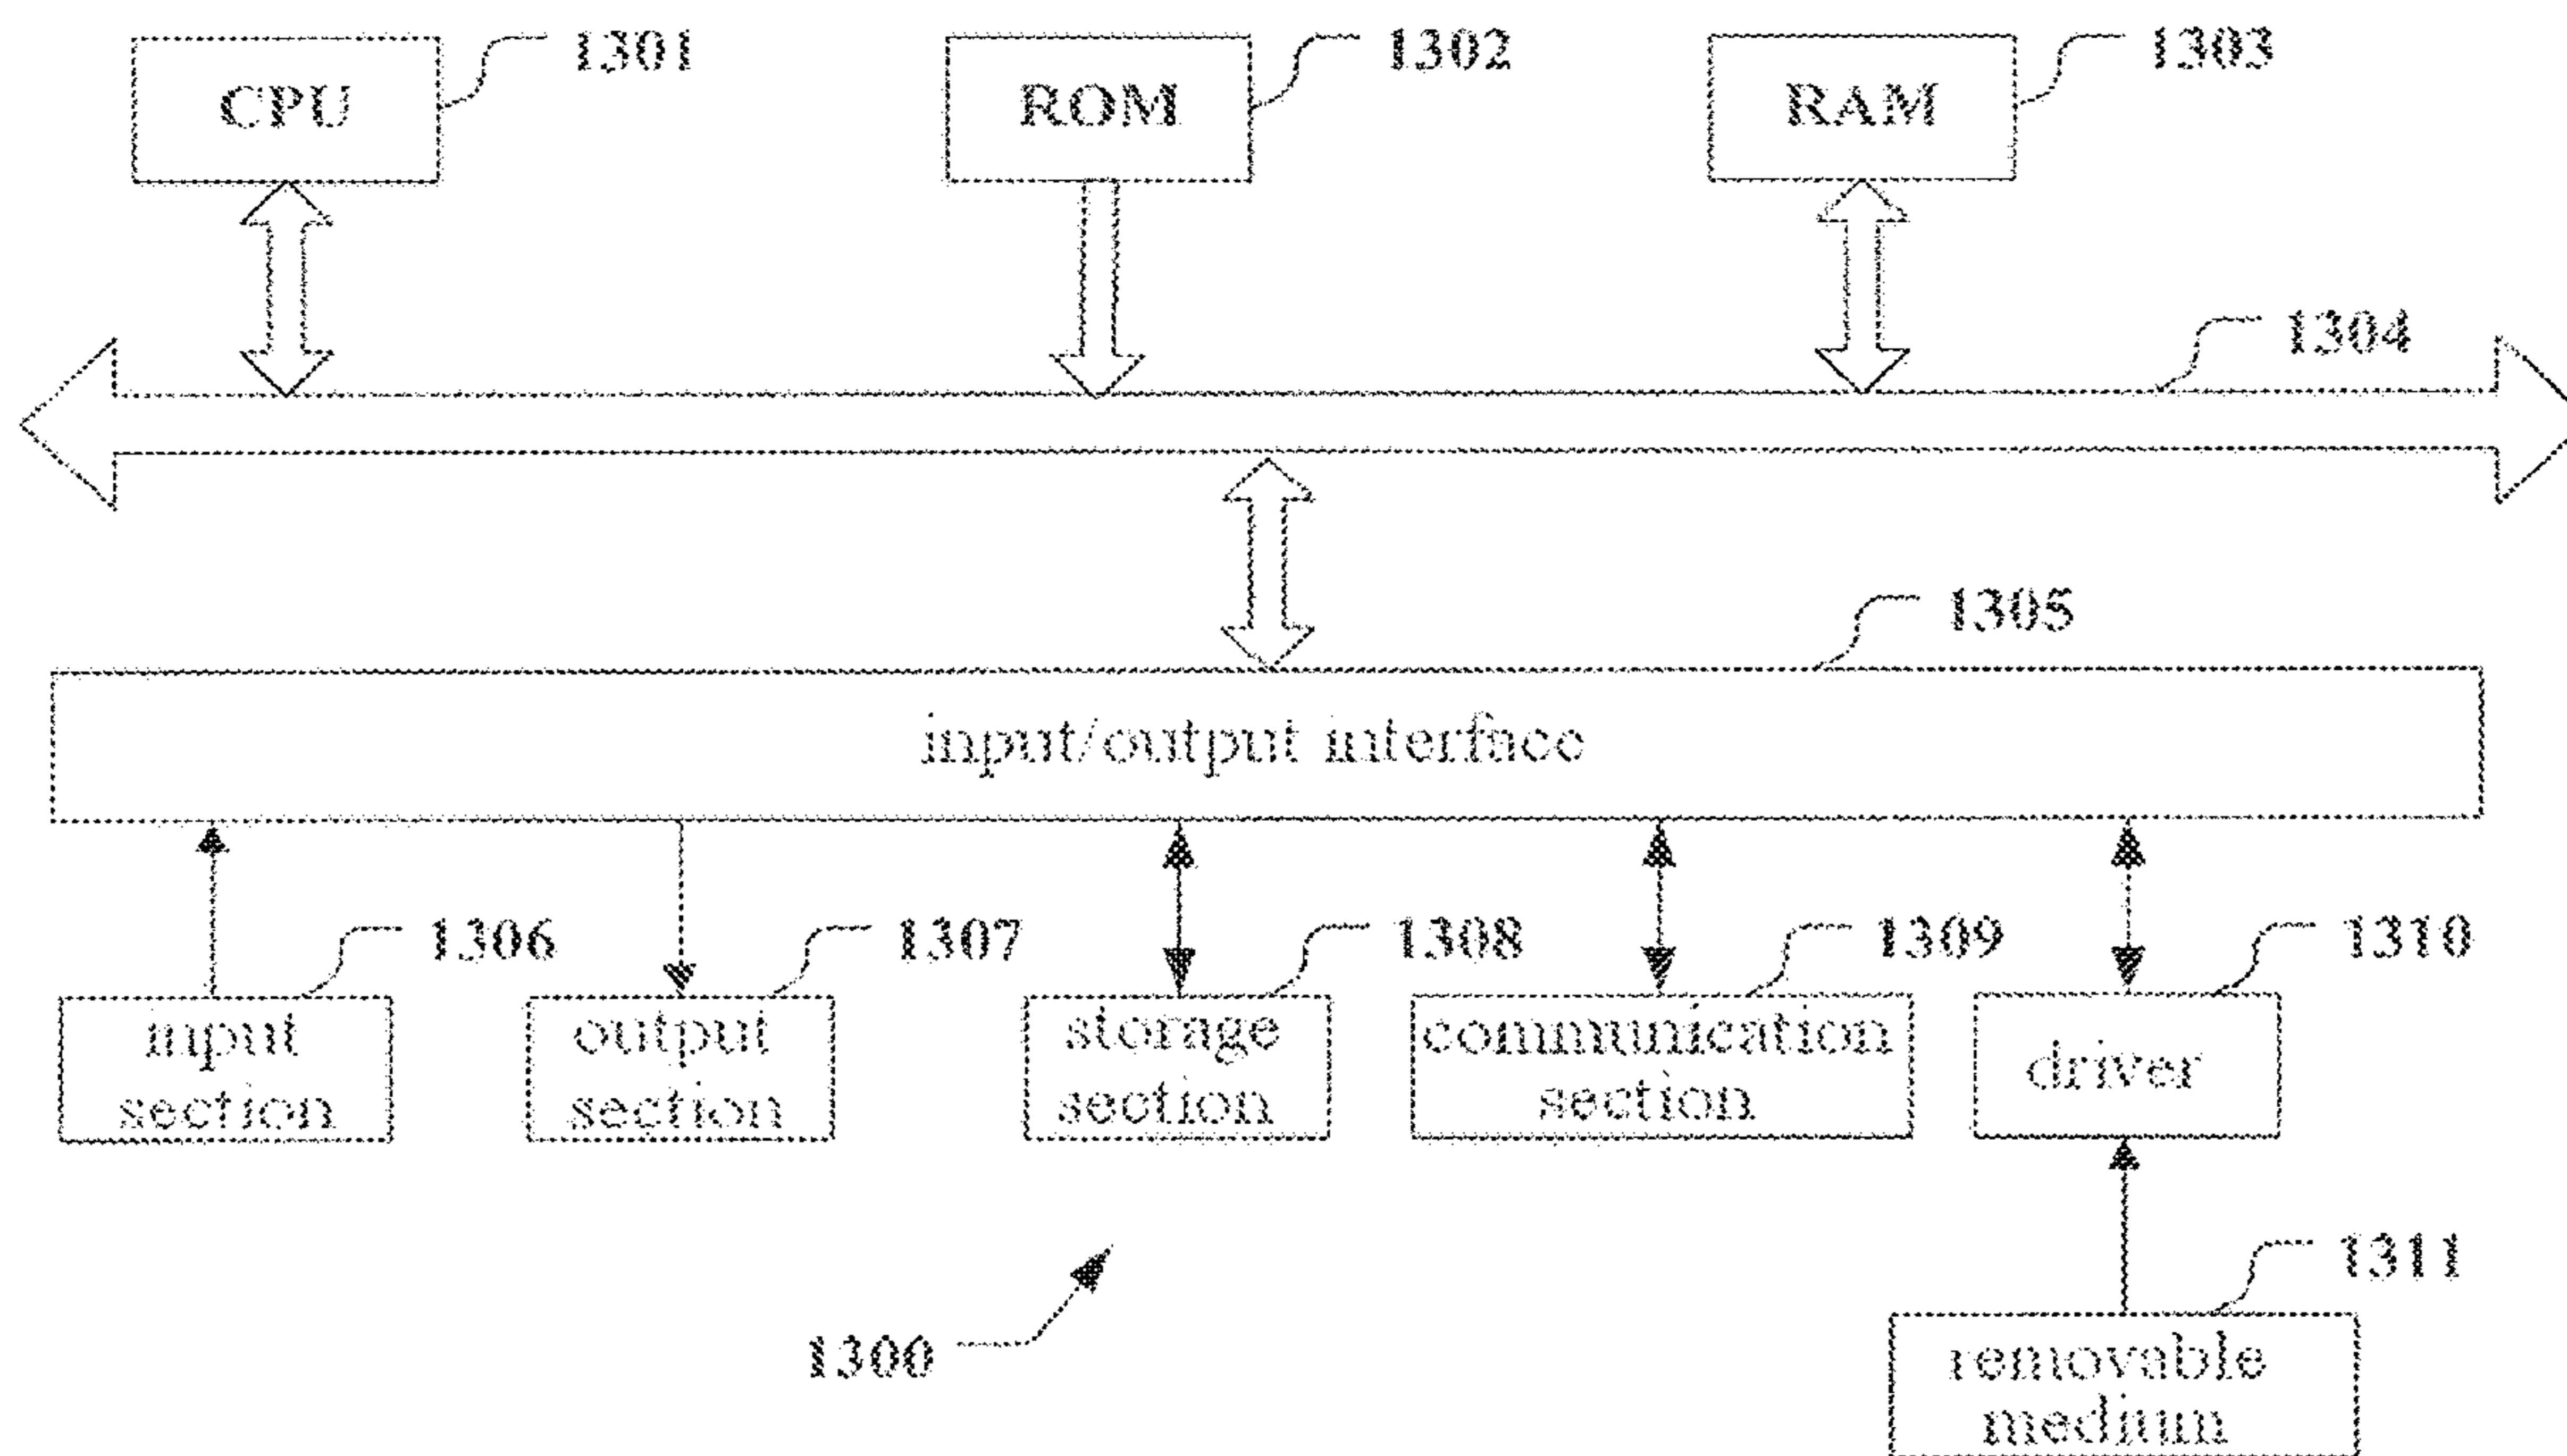 CPU
1301
ROM
1302
RAM
1303
1304
1305
input/output interface
1306
1307
1308
1309
1310
input
section
output
section
storage
section
communication
section
driver
1311
1300
removable
medium